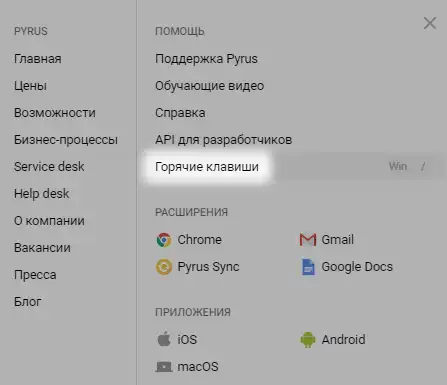 PYRUS
Главная
Цены
Возможности
Бизнес-процессы
Service desk
Help desk
О компании
Вакансии
Пресса
Блог
ПОМОЩЬ
Поддержка Pyrus
Обучающие видео
Справка
API для разработчиков
Горячие клавиши Win /
РАСШИРЕНИЯ
Chrome Gmail
Pyrus Sync Google Docs
ПРИЛОЖЕНИЯ
iOS Android
macOS